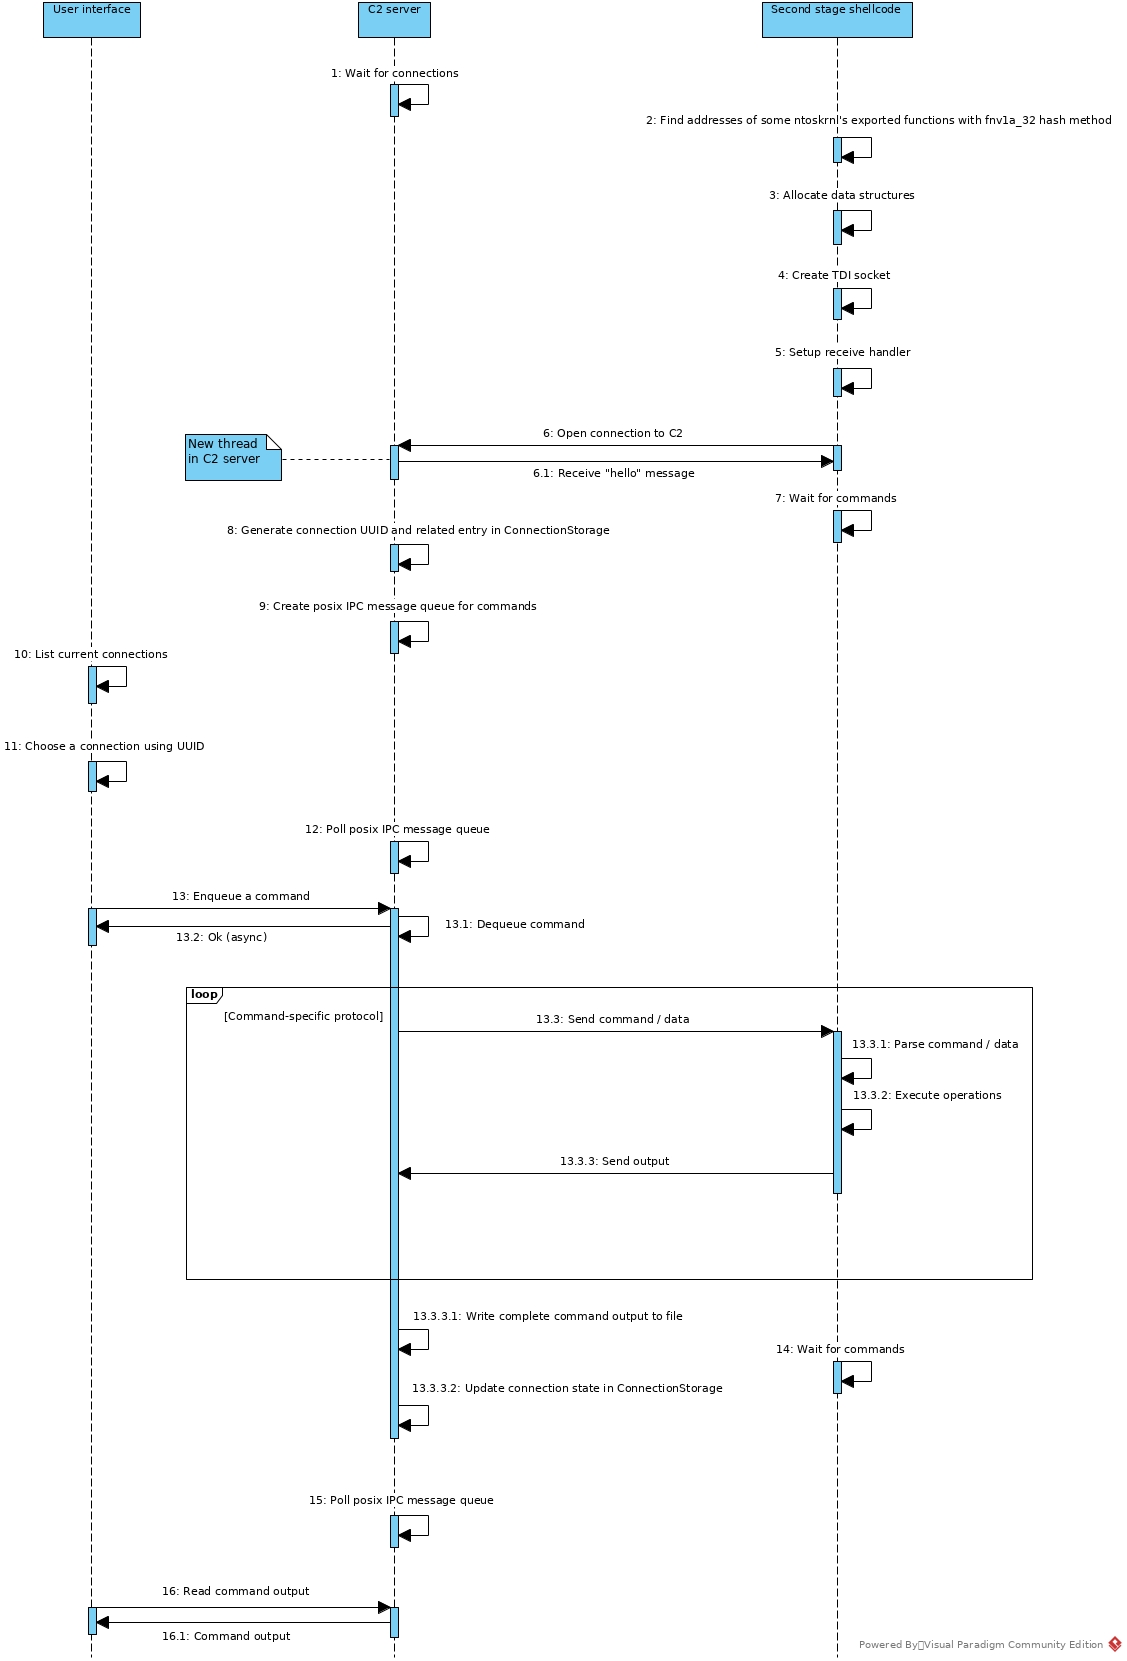 User interface
C2 server
Second stage shellcode
1: Wait for connections
2: Find addresses of some ntoskrnl's exported functions with fnv1a_32 hash method
3: Allocate data structures
4: Create TDI socket
5: Setup receive handler
6: Open connection to C2
New thread
in C2 server
6.1: Receive "hello" message
7: Wait for commands
8: Generate connection UUID and related entry in ConnectionStorage
9: Create posix IPC message queue for commands
10: List current connections
11: Choose a connection using UUID
12: Poll posix IPC message queue
13: Enqueue a command
13.1: Dequeue command
13.2: Ok (async)
loop
[Command-specific protocol]
13.3: Send command / data
13.3.1: Parse command / data
13.3.2: Execute operations
13.3.3: Send output
13.3.3.1: Write complete command output to file
14: Wait for commands
13.3.3.2: Update connection state in ConnectionStorage
15: Poll posix IPC message queue
16: Read command output
16.1: Command output
Powered By▯Visual Paradigm Community Edition